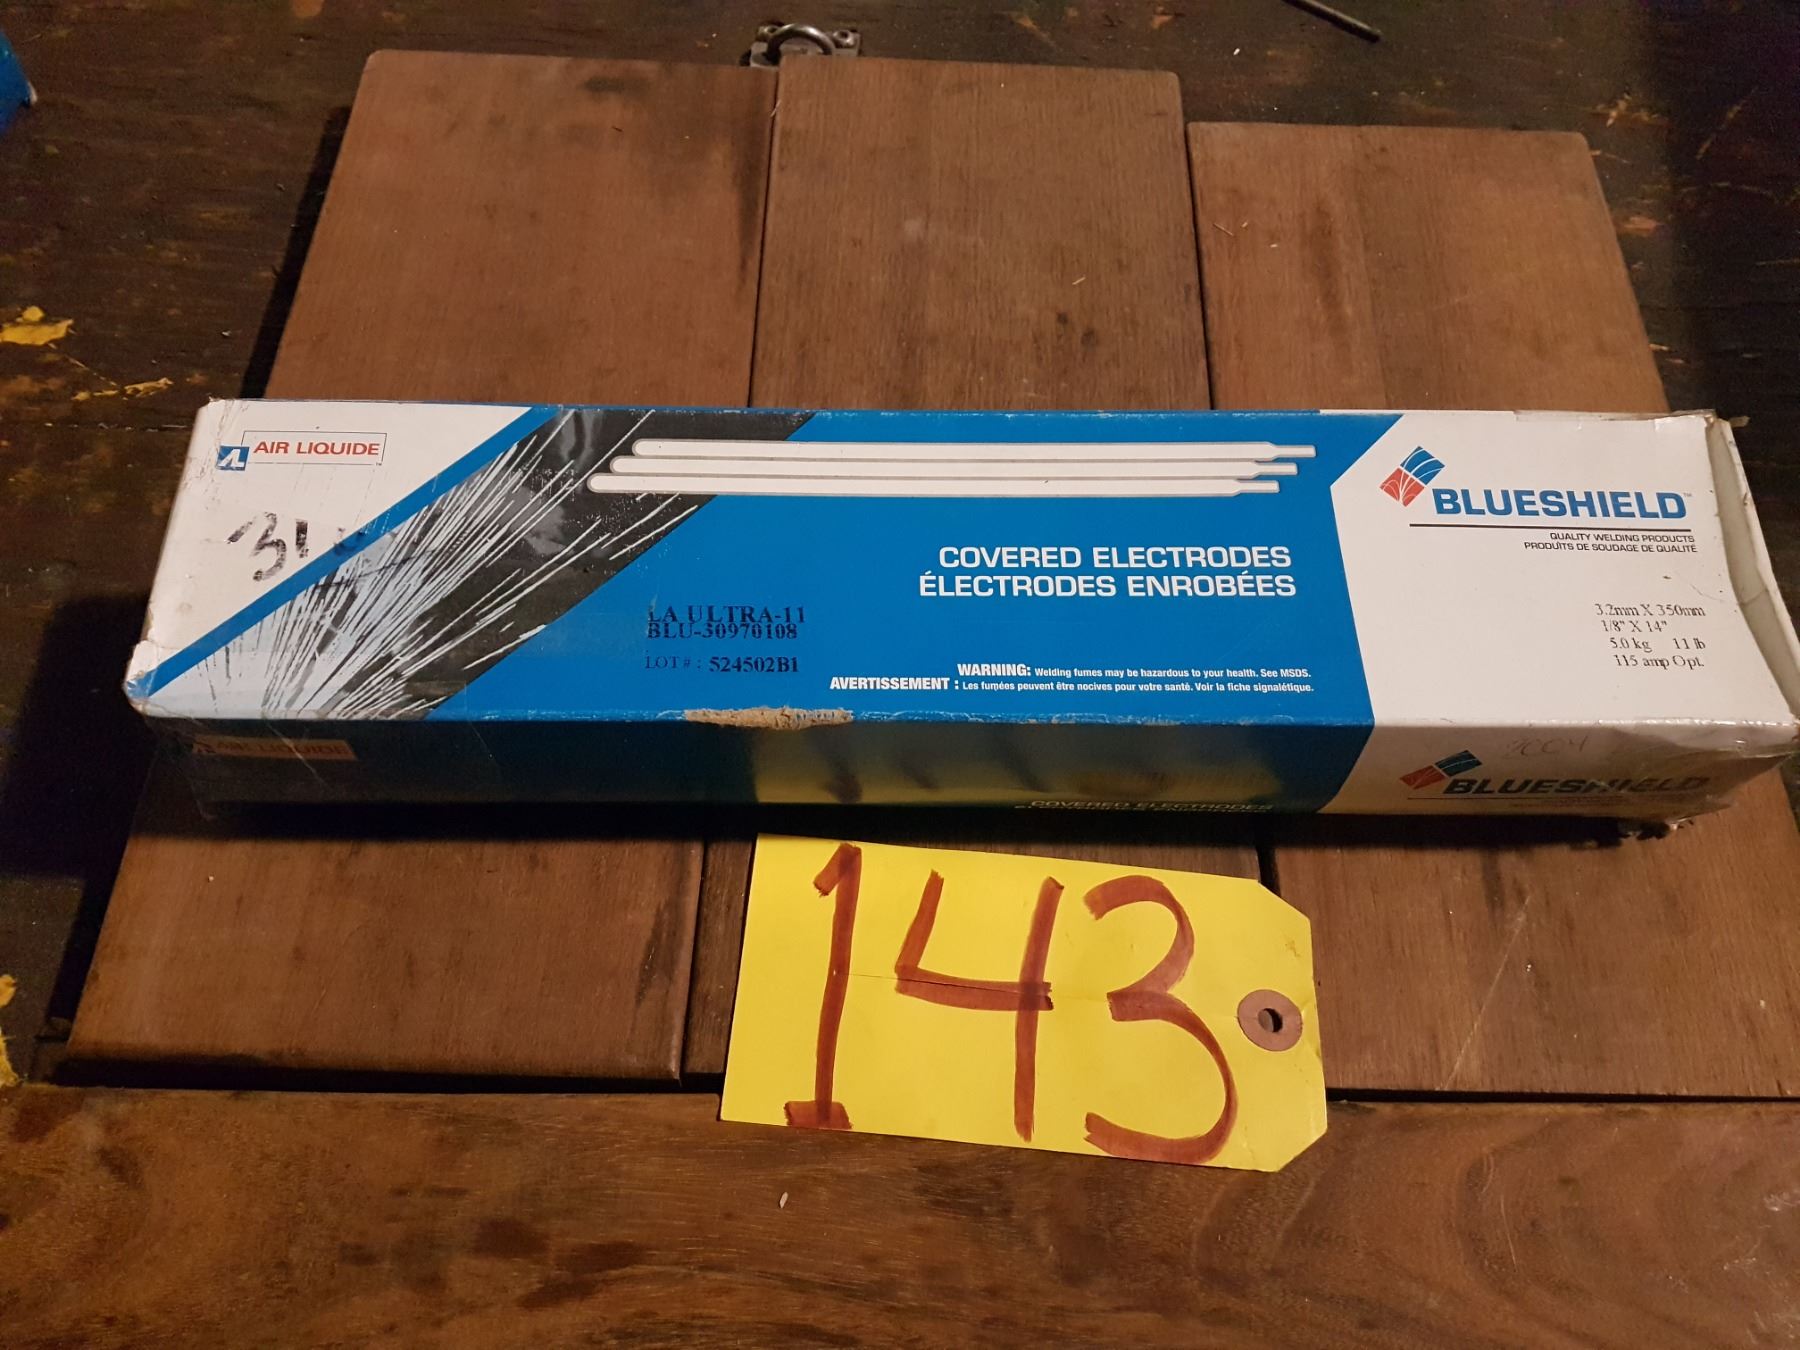 AIR LIQUIDE
LA ULTRA-11
BLU-30970108
LOT # : 524502B1
COVERED ELECTRODES
ÉLECTRODES ENROBÉES
WARNING: Welding fumes may be hazardous to your health. See MSDS.
AVERTISSEMENT : Les fumées peuvent être nocives pour votre santé. Voir la fiche signalétique.
BLUESHIELD™
QUALITY WELDING PRODUCTS
PRODUITS DE SOUDAGE DE QUALITÉ
3.2mm X 350mm
1/8" X 14"
5.0 kg 11 lb
115 amp Opt.
AIR LIQUIDE
COVERED ELECTRODES
BLUESHIELD
143